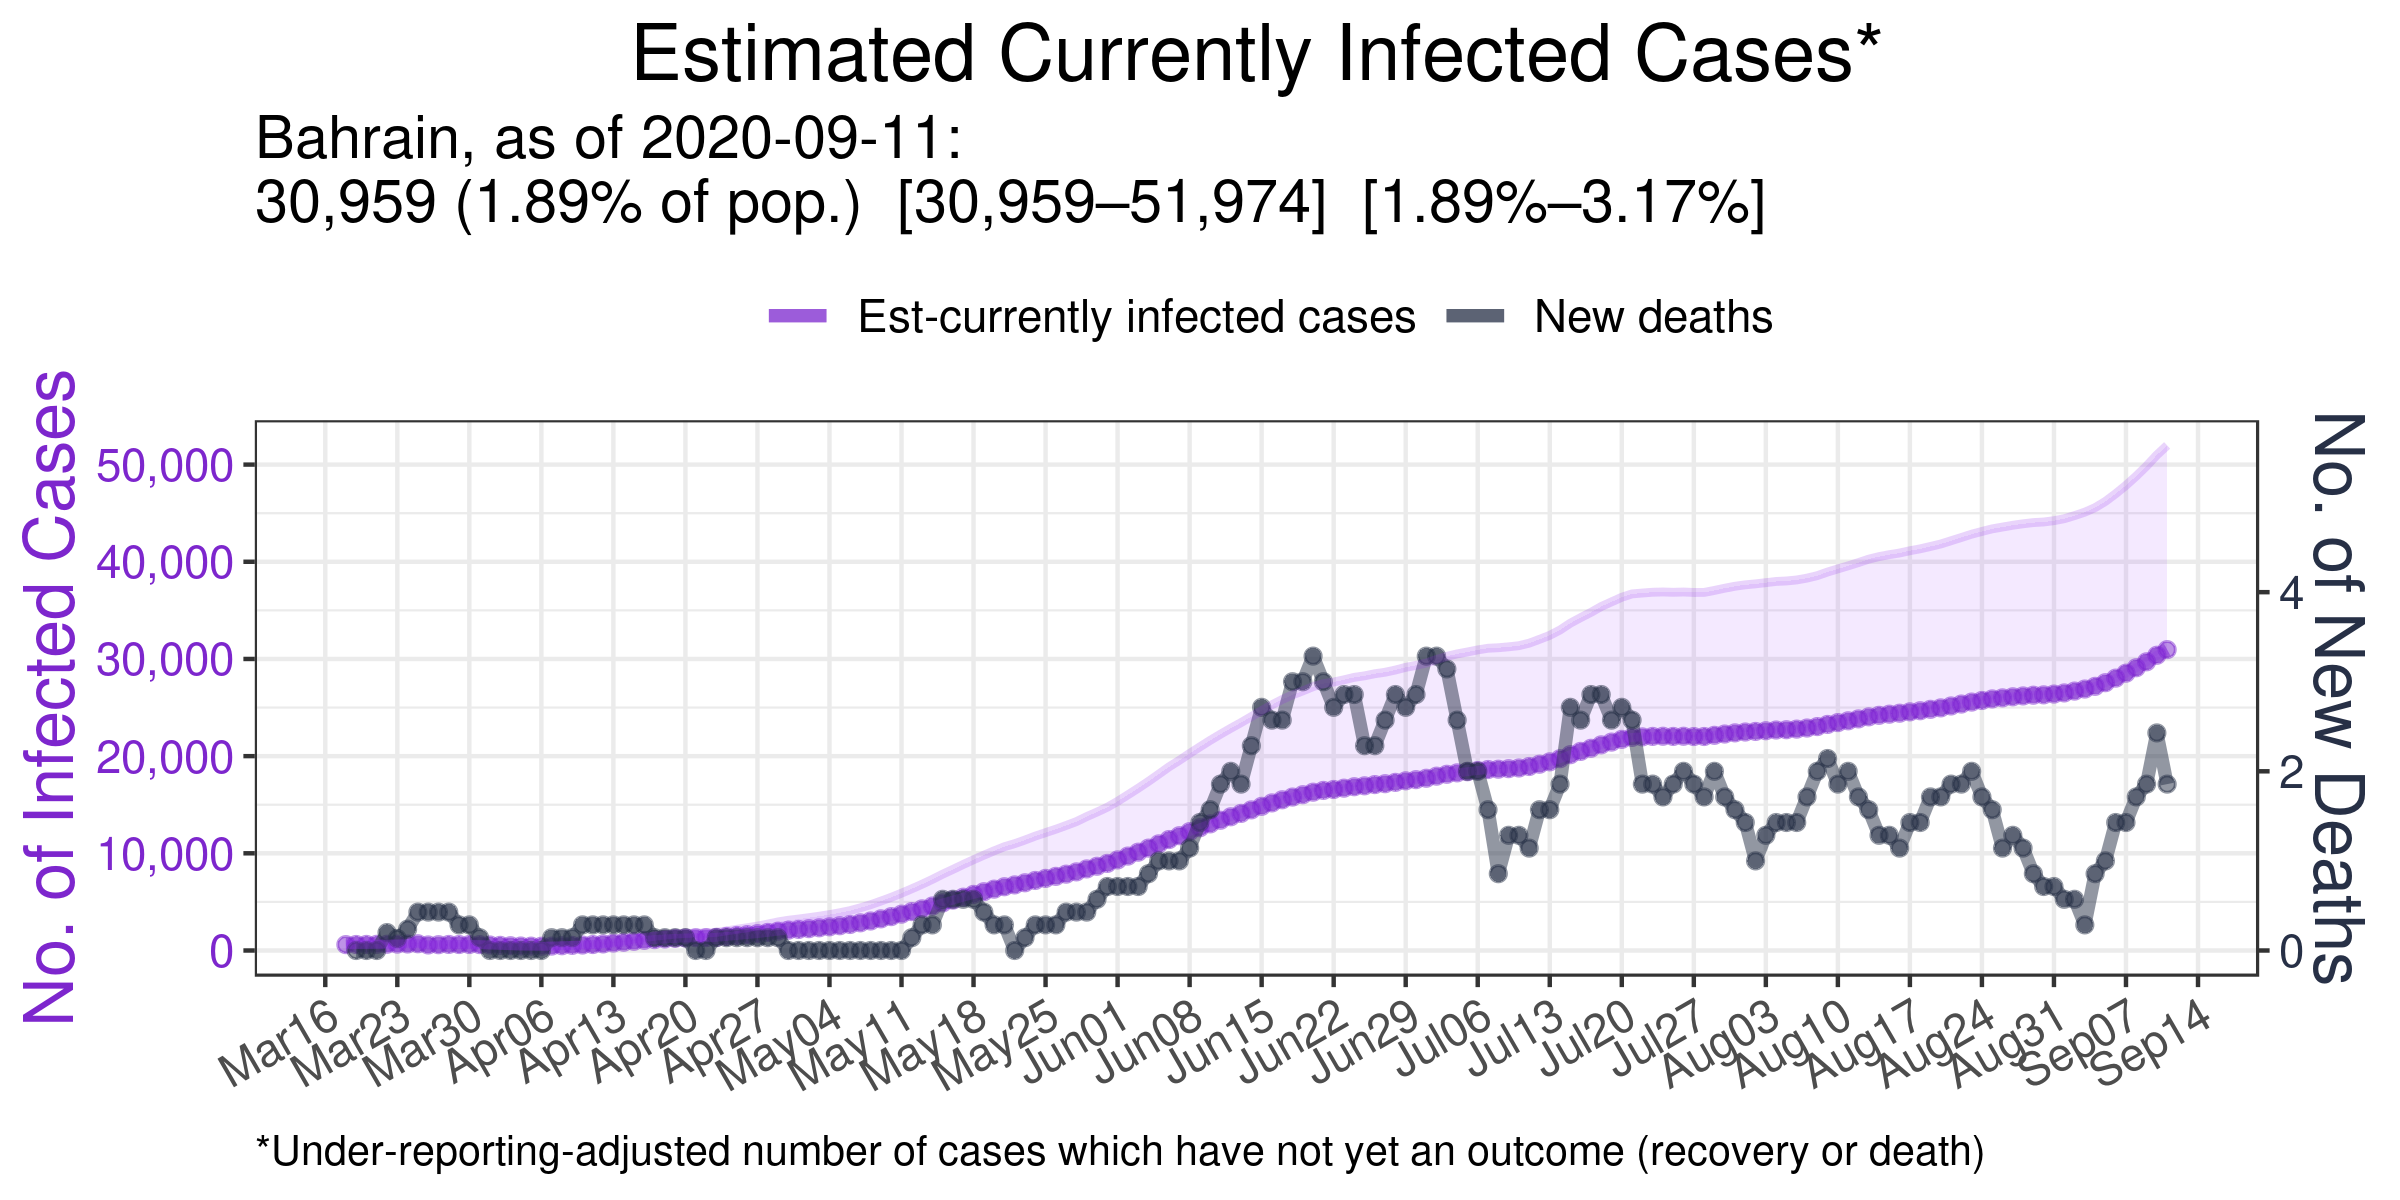 Estimated Currently Infected Cases*
Bahrain, as of 2020-09-11:
30,959 (1.89% of pop.)  [30,959–51,974]  [1.89%–3.17%]
Est-currently infected cases
New deaths
No. of Infected Cases
50,000
40,000
30,000
20,000
10,000
0
No. of New Deaths
4
2
0
Mar16
Mar23
Mar30
Apr06
Apr13
Apr20
Apr27
May04
May11
May18
May25
Jun01
Jun08
Jun15
Jun22
Jun29
Jul06
Jul13
Jul20
Jul27
Aug03
Aug10
Aug17
Aug24
Aug31
Sep07
Sep14
*Under-reporting-adjusted number of cases which have not yet an outcome (recovery or death)